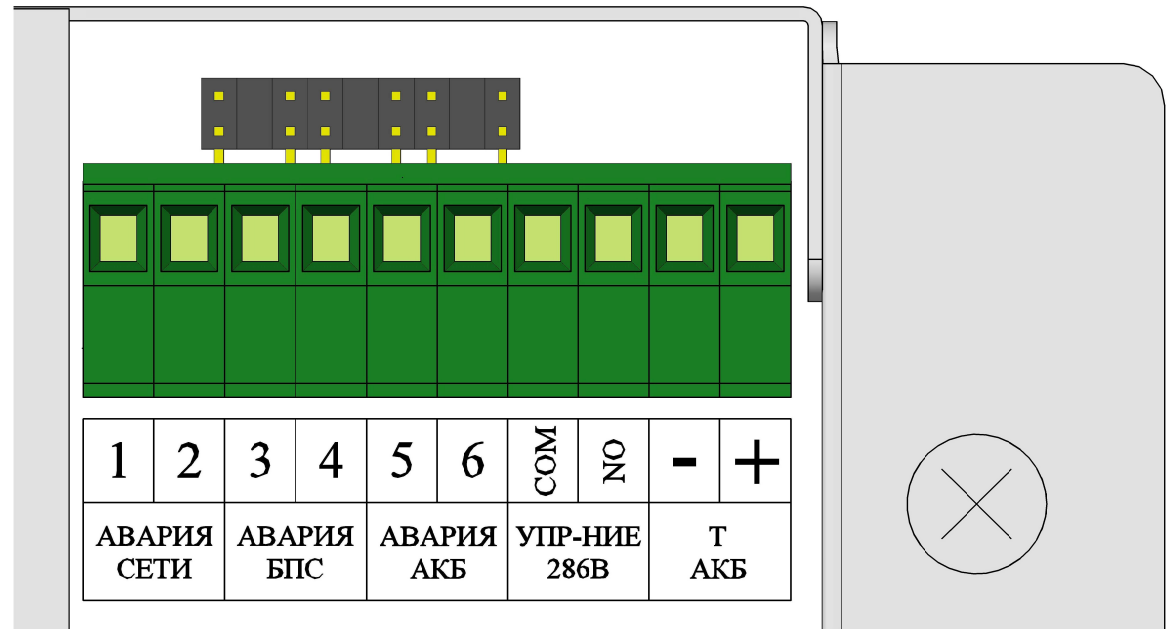 1 2 3 4 5 6 COM NO - +
АВАРИЯ АВАРИЯ АВАРИЯ УПР-НИЕ Т
СЕТИ БПС АКБ 286В АКБ